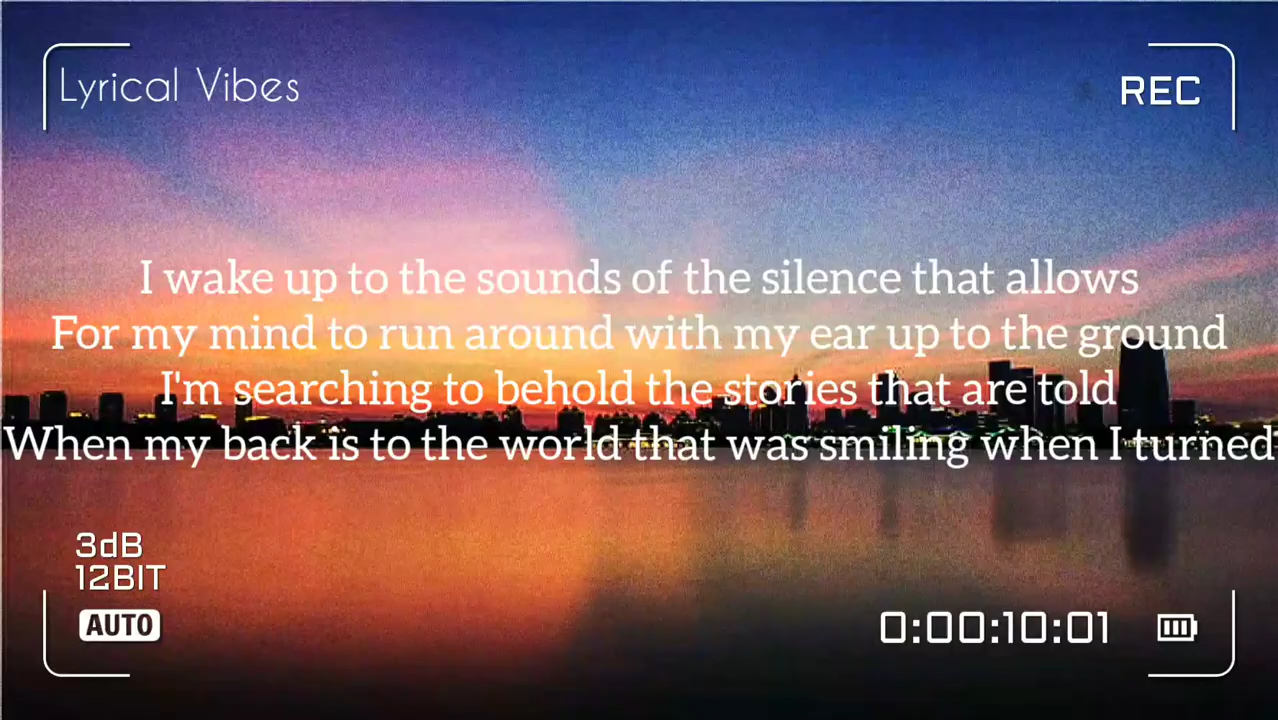 Lyrical Vibes
REC
I wake up to the sounds of the silence that allows
For my mind to run around with my ear up to the ground
I'm searching to behold the stories that are told
When my back is to the world that was smiling when I turned
3dB
12BIT
AUTO
0:00:10:01